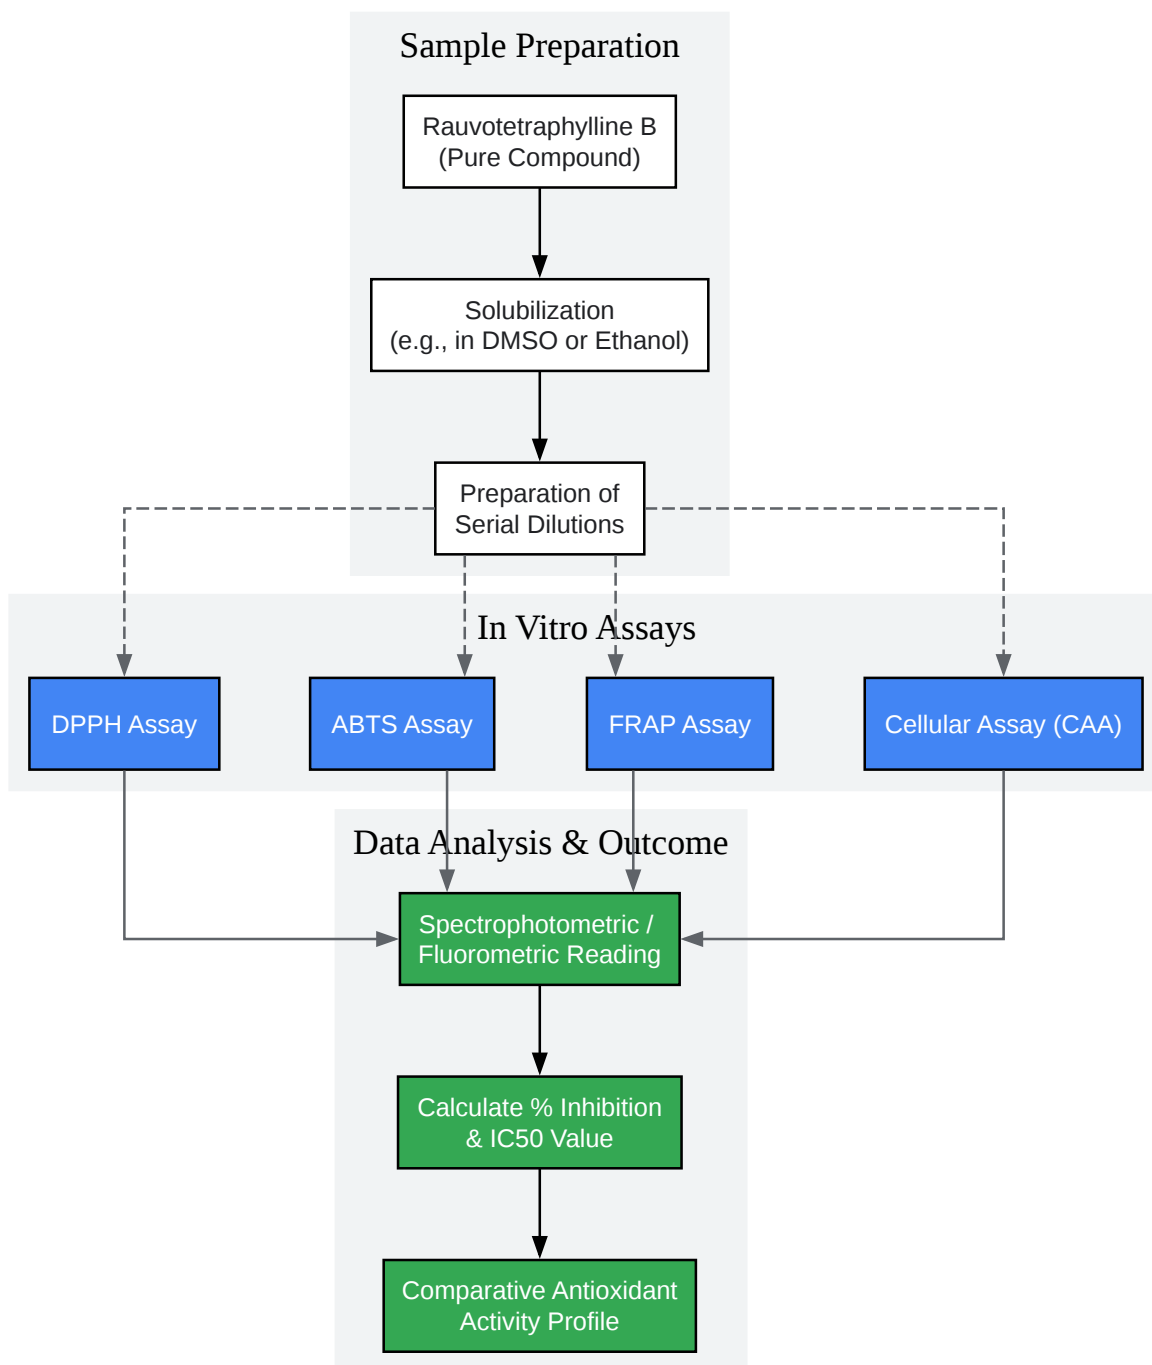 Sample Preparation
Rauvotetraphylline B
(Pure Compound)
Solubilization
(e.g., in DMSO or Ethanol)
Preparation of
Serial Dilutions
In Vitro Assays
DPPH Assay
ABTS Assay
FRAP Assay
Cellular Assay (CAA)
Data Analysis & Outcome
Spectrophotometric /
Fluorometric Reading
Calculate % Inhibition
& IC50 Value
Comparative Antioxidant
Activity Profile